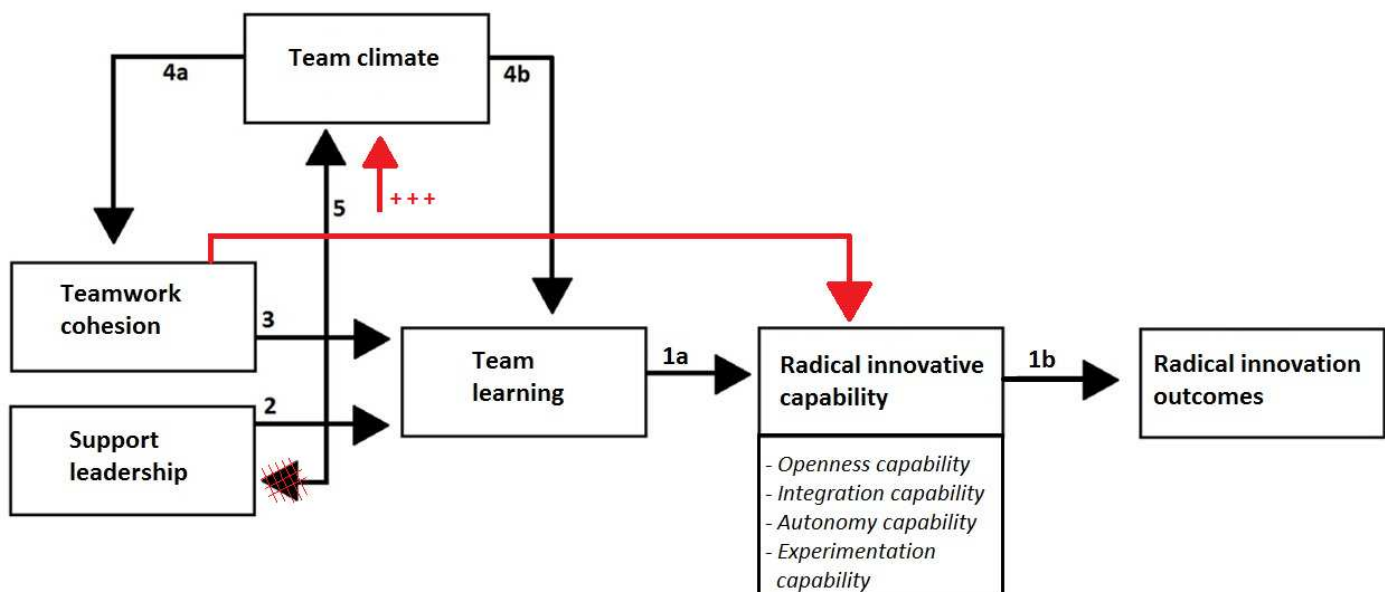 Team climate
4a
4b
5
+ + +
Teamwork
cohesion
3
Team
learning
1a
Radical innovative
capability
1b
Radical innovation
outcomes
2
Support
leadership
- Openness capability
- Integration capability
- Autonomy capability
- Experimentation
capability